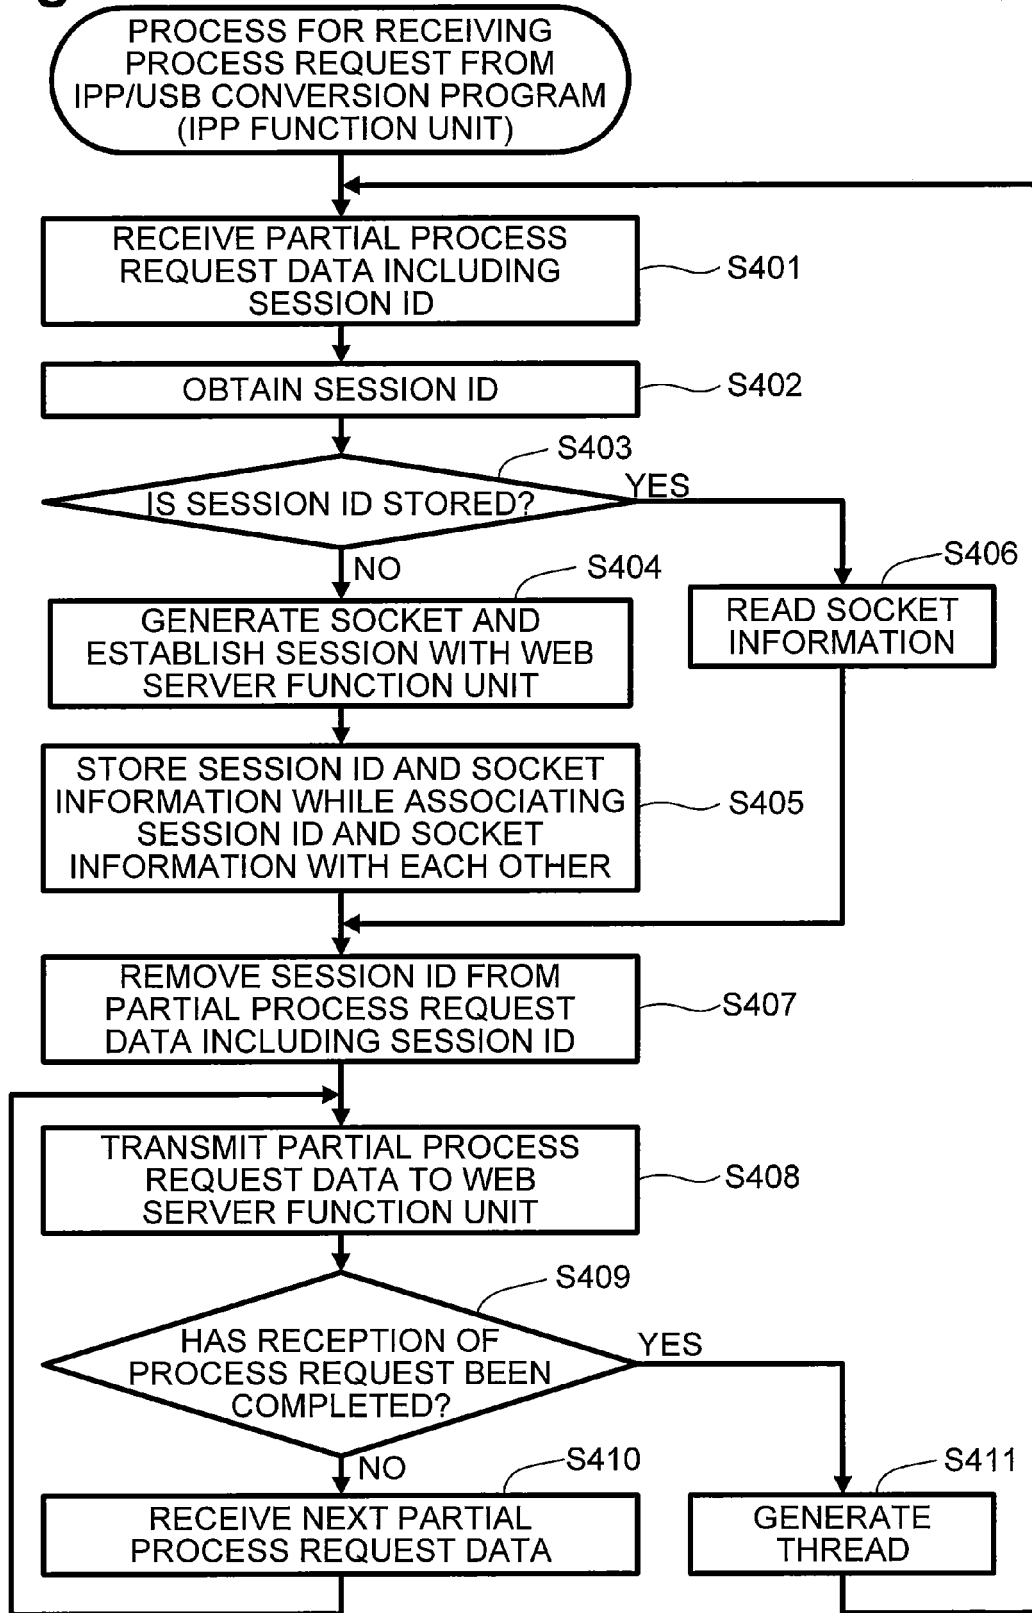 PROCESS FOR RECEIVING
PROCESS REQUEST FROM
IPP/USB CONVERSION PROGRAM
(IPP FUNCTION UNIT)
RECEIVE PARTIAL PROCESS
REQUEST DATA INCLUDING
SESSION ID
S401
OBTAIN SESSION ID
S402
S403
IS SESSION ID STORED?
YES
NO
S404
GENERATE SOCKET AND
ESTABLISH SESSION WITH WEB
SERVER FUNCTION UNIT
S406
READ SOCKET
INFORMATION
STORE SESSION ID AND SOCKET
INFORMATION WHILE ASSOCIATING
SESSION ID AND SOCKET
INFORMATION WITH EACH OTHER
S405
REMOVE SESSION ID FROM
PARTIAL PROCESS REQUEST
DATA INCLUDING SESSION ID
S407
TRANSMIT PARTIAL PROCESS
REQUEST DATA TO WEB
SERVER FUNCTION UNIT
S408
S409
HAS RECEPTION OF
PROCESS REQUEST BEEN
COMPLETED?
YES
NO
S410
RECEIVE NEXT PARTIAL
PROCESS REQUEST DATA
S411
GENERATE
THREAD